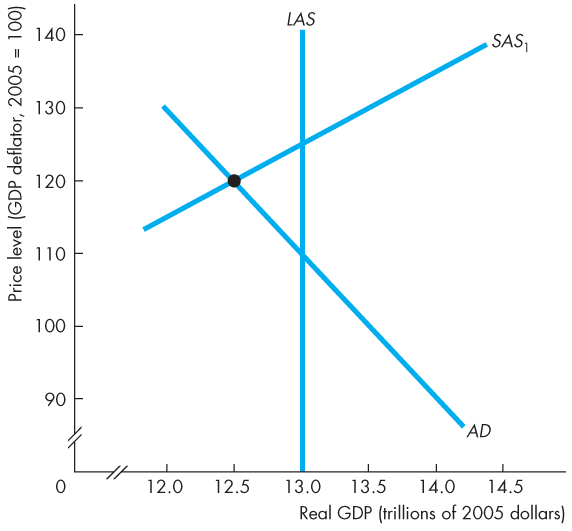 Price level (GDP deflator, 2005 = 100)
LAS
SAS1
140
130
120
110
100
90
AD
0
12.0
12.5
13.0
13.5
14.0
14.5
Real GDP (trillions of 2005 dollars)